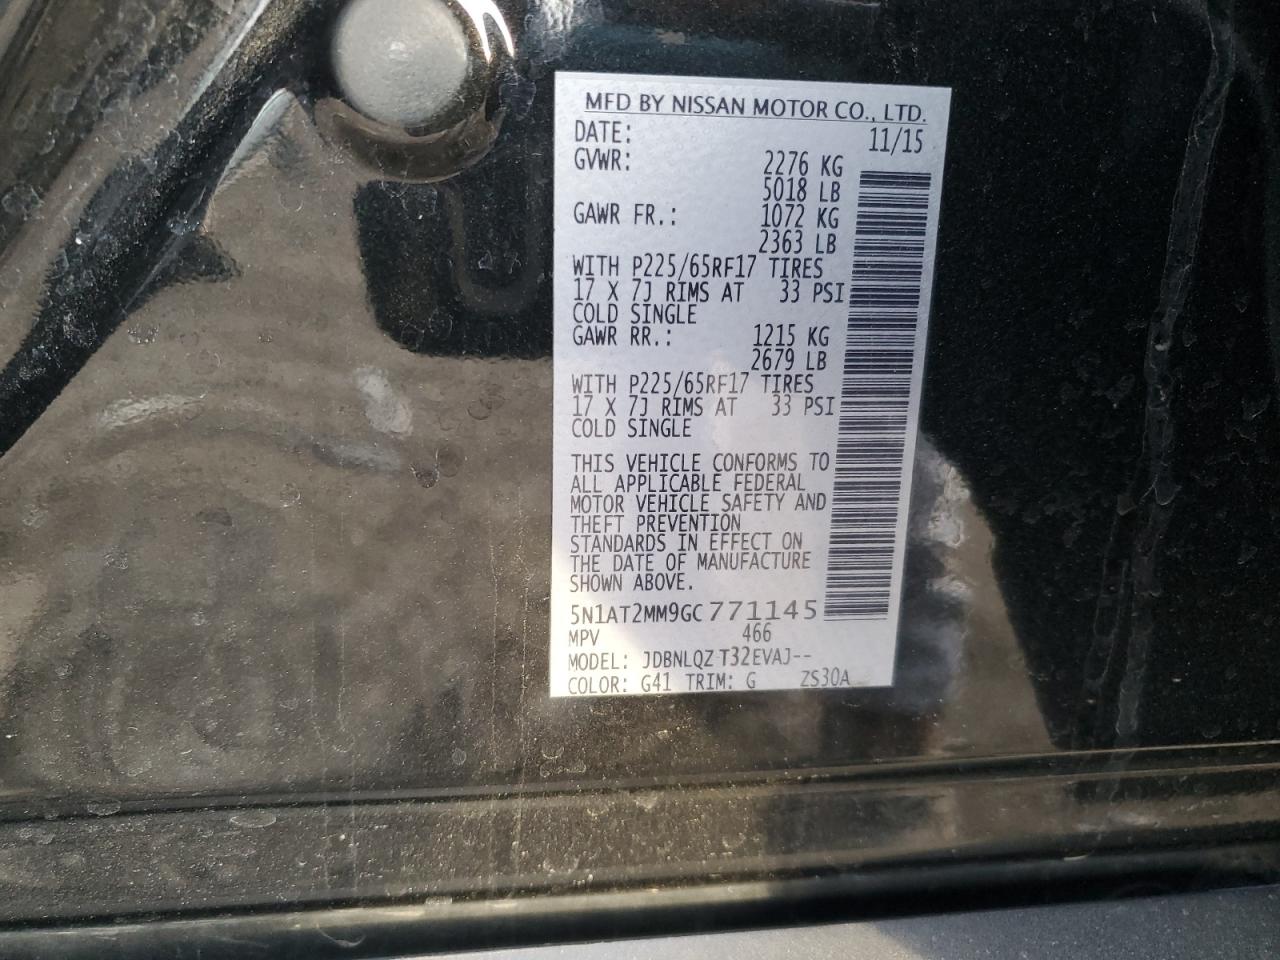 MFD BY NISSAN MOTOR CO., LTD.
DATE: 11/15
GVWR: 2276 KG
5018 LB
GAWR FR.: 1072 KG
2363 LB
WITH P225/65RF17 TIRES
17 X 7J RIMS AT 33 PSI
COLD SINGLE
GAWR RR.: 1215 KG
2679 LB
WITH P225/65RF17 TIRES
17 X 7J RIMS AT 33 PSI
COLD SINGLE
THIS VEHICLE CONFORMS TO
ALL APPLICABLE FEDERAL
MOTOR VEHICLE SAFETY AND
THEFT PREVENTION
STANDARDS IN EFFECT ON
THE DATE OF MANUFACTURE
SHOWN ABOVE.
5N1AT2MM9GC771145
MPV 466
MODEL: JDBNLQZ T32EVAJ--
COLOR: G41 TRIM: G ZS30A